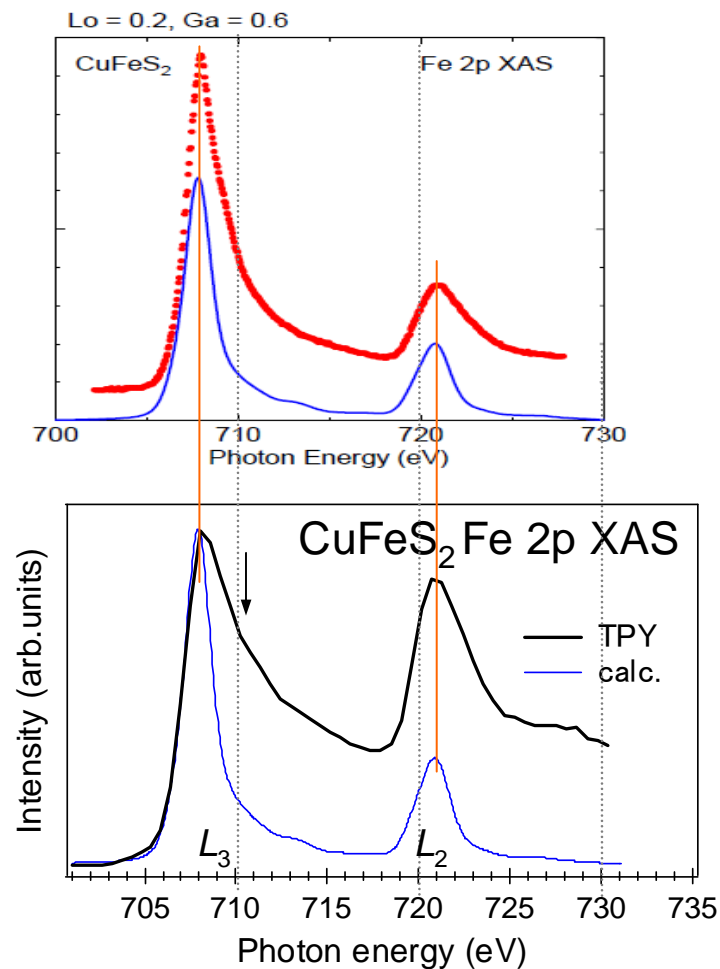 Lo = 0.2, Ga = 0.6
CuFeS₂ Fe 2p XAS
700 710 720 730
Photon Energy (eV)
CuFeS₂ Fe 2p XAS
TPY
calc.
Intensity (arb.units)
L₃ L₂
705 710 715 720 725 730 735
Photon energy (eV)